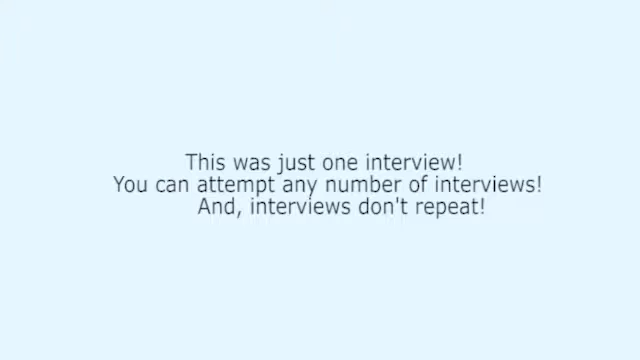 This was just one interview!
You can attempt any number of interviews!
And, interviews don't repeat!